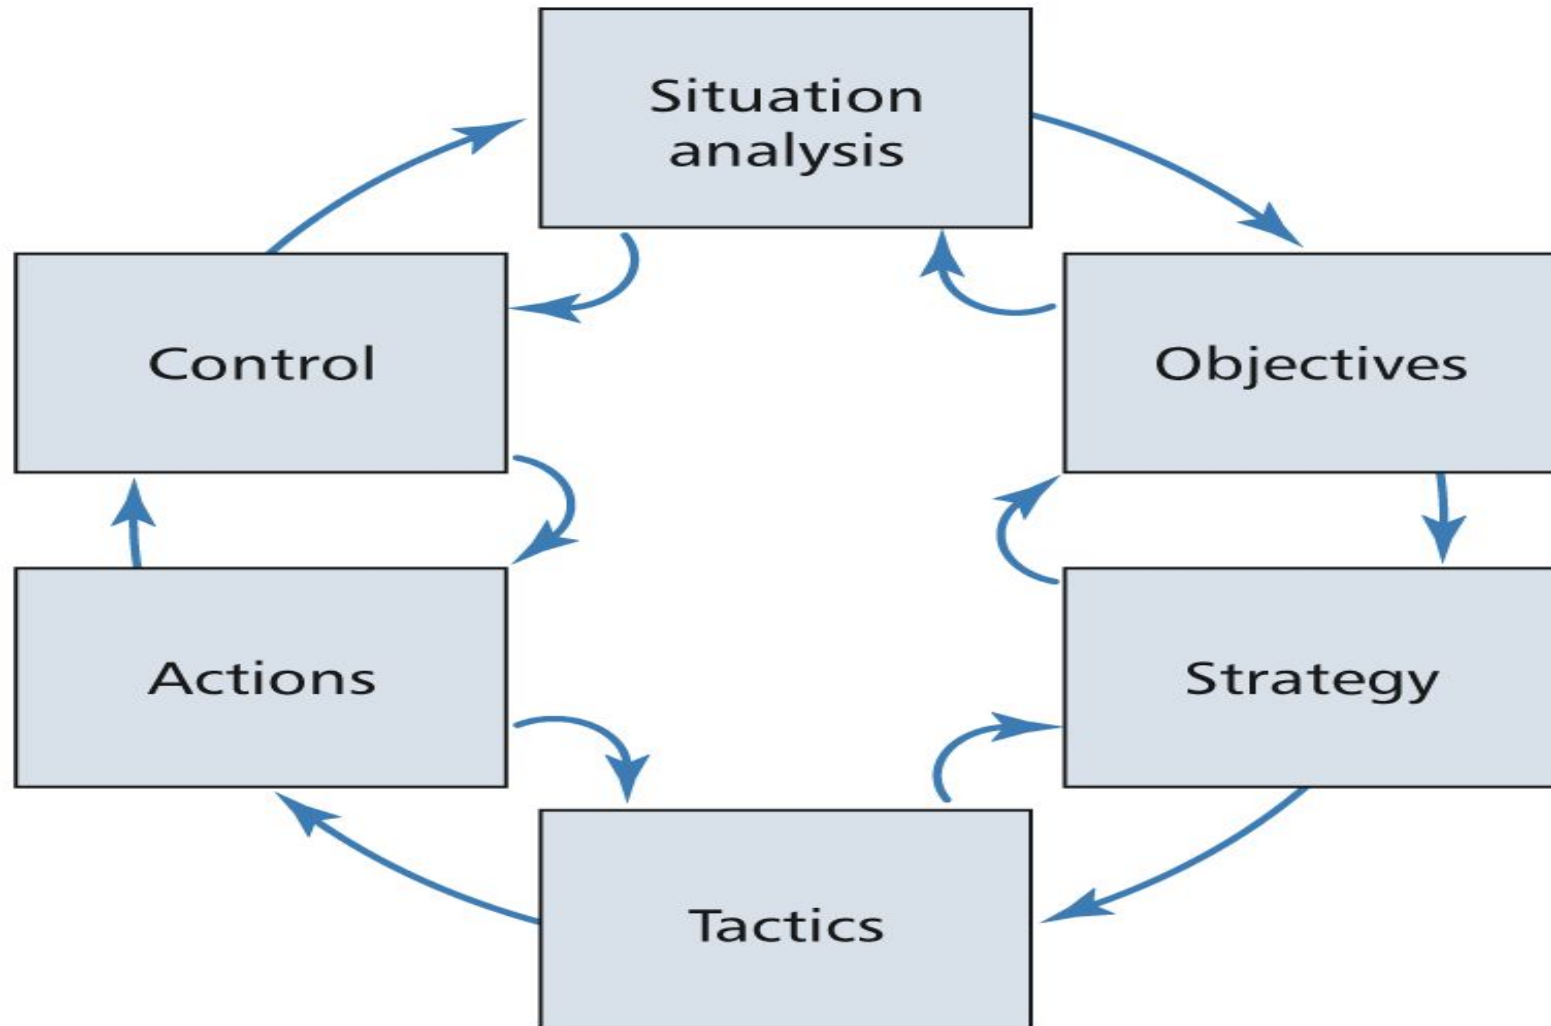 Situation
analysis
Objectives
Strategy
Tactics
Actions
Control